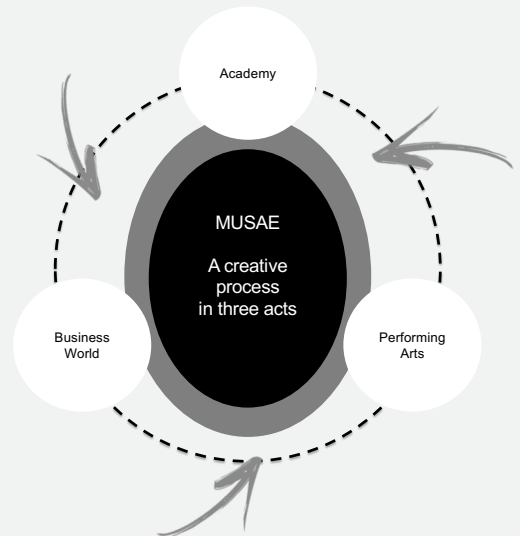 Academy
MUSAE
A creative
process
in three acts
Business
World
Performing
Arts